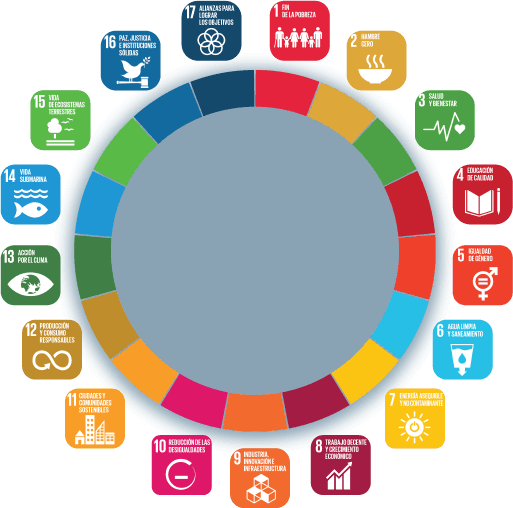 1 FIN
DE LA POBREZA
2 HAMBRE
CERO
3 SALUD
Y BIENESTAR
4 EDUCACIÓN
DE CALIDAD
5 IGUALDAD
DE GÉNERO
6 AGUA LIMPIA
Y SANEAMIENTO
7 ENERGÍA ASEQUIBLE
Y NO CONTAMINANTE
8 TRABAJO DECENTE
Y CRECIMIENTO
ECONÓMICO
9 INDUSTRIA,
INNOVACIÓN E
INFRAESTRUCTURA
10 REDUCCIÓN DE LAS
DESIGUALDADES
11 CIUDADES Y
COMUNIDADES
SOSTENIBLES
12 PRODUCCIÓN
Y CONSUMO
RESPONSABLES
13 ACCIÓN
POR EL CLIMA
14 VIDA
SUBMARINA
15 VIDA
DE ECOSISTEMAS
TERRESTRES
16 PAZ, JUSTICIA
E INSTITUCIONES
SÓLIDAS
17 ALIANZAS PARA
LOGRAR
LOS OBJETIVOS